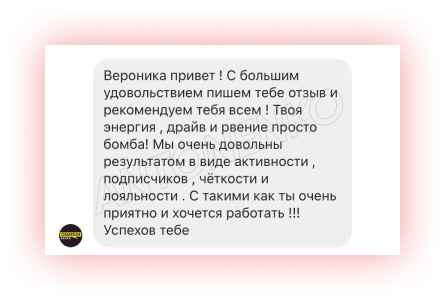 Вероника привет ! С большим
удовольствием пишем тебе отзыв и
рекомендуем тебя всем ! Твоя
энергия , драйв и рвение просто
бомба! Мы очень довольны
результатом в виде активности ,
подписчиков , чёткости и
лояльности . С такими как ты очень
приятно и хочется работать !!!
Успехов тебе
ANTONENKO